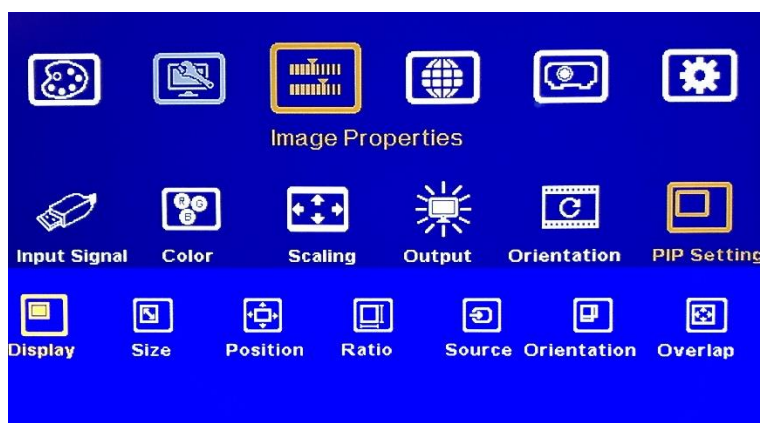 Image Properties
Input Signal Color Scaling Output Orientation PIP Setting
Display Size Position Ratio Source Orientation Overlap